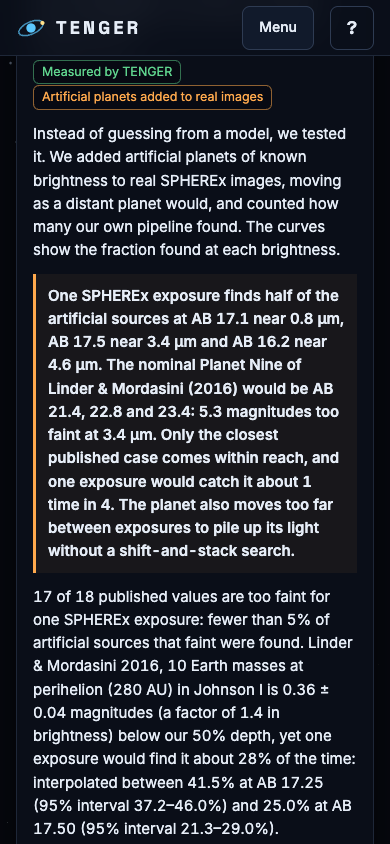 TENGER
Menu
?
Measured by TENGER
Artificial planets added to real images
Instead of guessing from a model, we tested
it. We added artificial planets of known
brightness to real SPHEREx images, moving
as a distant planet would, and counted how
many our own pipeline found. The curves
show the fraction found at each brightness.
One SPHEREx exposure finds half of the
artificial sources at AB 17.1 near 0.8 μm,
AB 17.5 near 3.4 μm and AB 16.2 near
4.6 μm. The nominal Planet Nine of
Linder & Mordasini (2016) would be AB
21.4, 22.8 and 23.4: 5.3 magnitudes too
faint at 3.4 μm. Only the closest
published case comes within reach, and
one exposure would catch it about 1
time in 4. The planet also moves too far
between exposures to pile up its light
without a shift-and-stack search.
17 of 18 published values are too faint for
one SPHEREx exposure: fewer than 5% of
artificial sources that faint were found. Linder
& Mordasini 2016, 10 Earth masses at
perihelion (280 AU) in Johnson I is 0.36 ±
0.04 magnitudes (a factor of 1.4 in
brightness) below our 50% depth, yet one
exposure would find it about 28% of the time:
interpolated between 41.5% at AB 17.25
(95% interval 37.2–46.0%) and 25.0% at AB
17.50 (95% interval 21.3–29.0%).